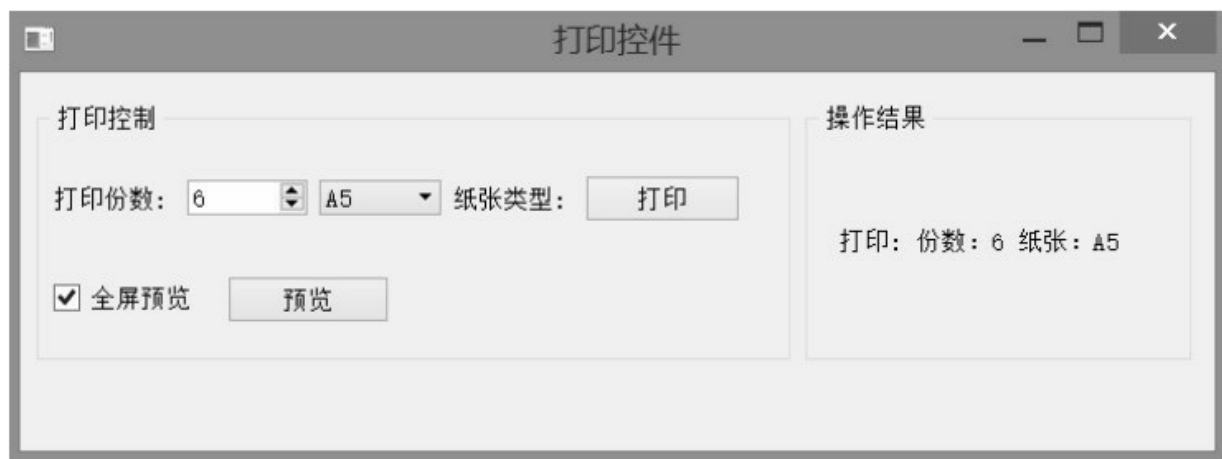 打印控件
打印控制
打印份数： 6 A5 纸张类型： 打印
全屏预览 预览
操作结果
打印: 份数: 6 纸张: A5